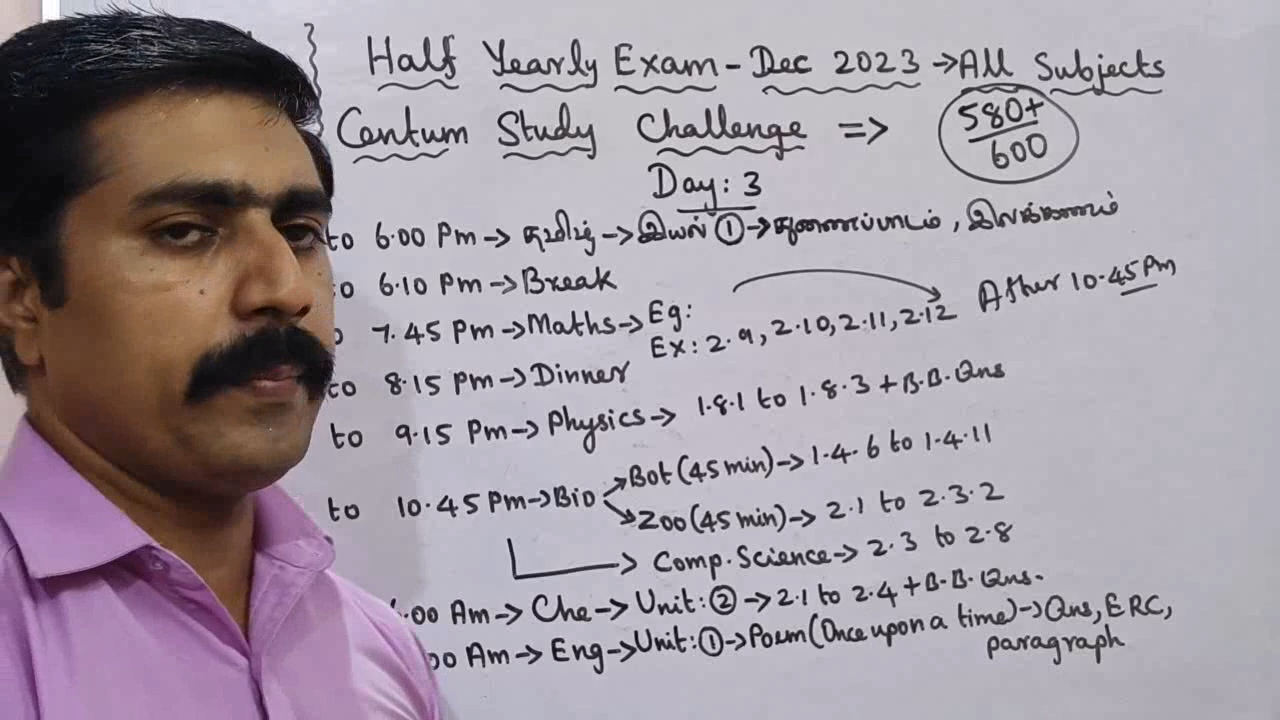 Half Yearly Exam - Dec 2023 → All Subjects
Centum Study Challenge => 580+/600
Day: 3
to 6.00 Pm → தமிழ் → இயல் ① → துணைப்பாடம், இலக்கணம்
to 6.10 Pm → Break
7.45 Pm → Maths → Eg:
Ex: 2.9, 2.10, 2.11, 2.12 After 10.45 Pm
to 8.15 Pm → Dinner
to 9.15 Pm → Physics → 1.8.1 to 1.8.3 + B.B. Qns
to 10.45 Pm → Bio → Bot (45 min) → 1.4.6 to 1.4.11
→ Zoo (45 min) → 2.1 to 2.3.2
→ Comp. Science → 2.3 to 2.8
.00 Am → Che → Unit: ② → 2.1 to 2.4 + B.B. Qns.
00 Am → Eng → Unit: ① → Poem (Once upon a time) → Qns, ERC,
paragraph